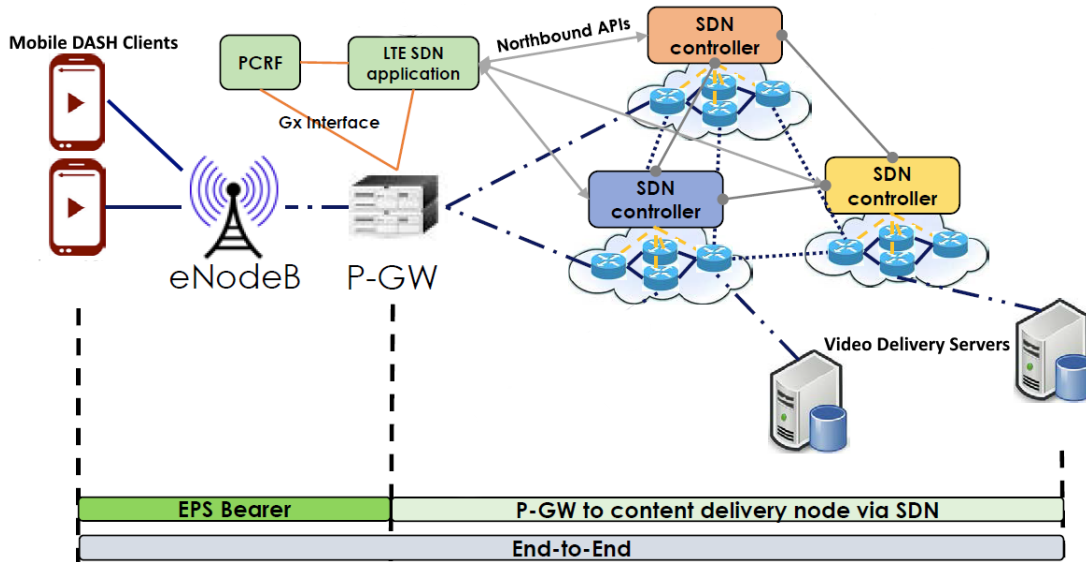 Mobile DASH Clients
PCRF
LTE SDN
application
Northbound APIs
SDN
controller
Gx Interface
SDN
controller
SDN
controller
eNodeB
P-GW
Video Delivery Servers
EPS Bearer
P-GW to content delivery node via SDN
End-to-End